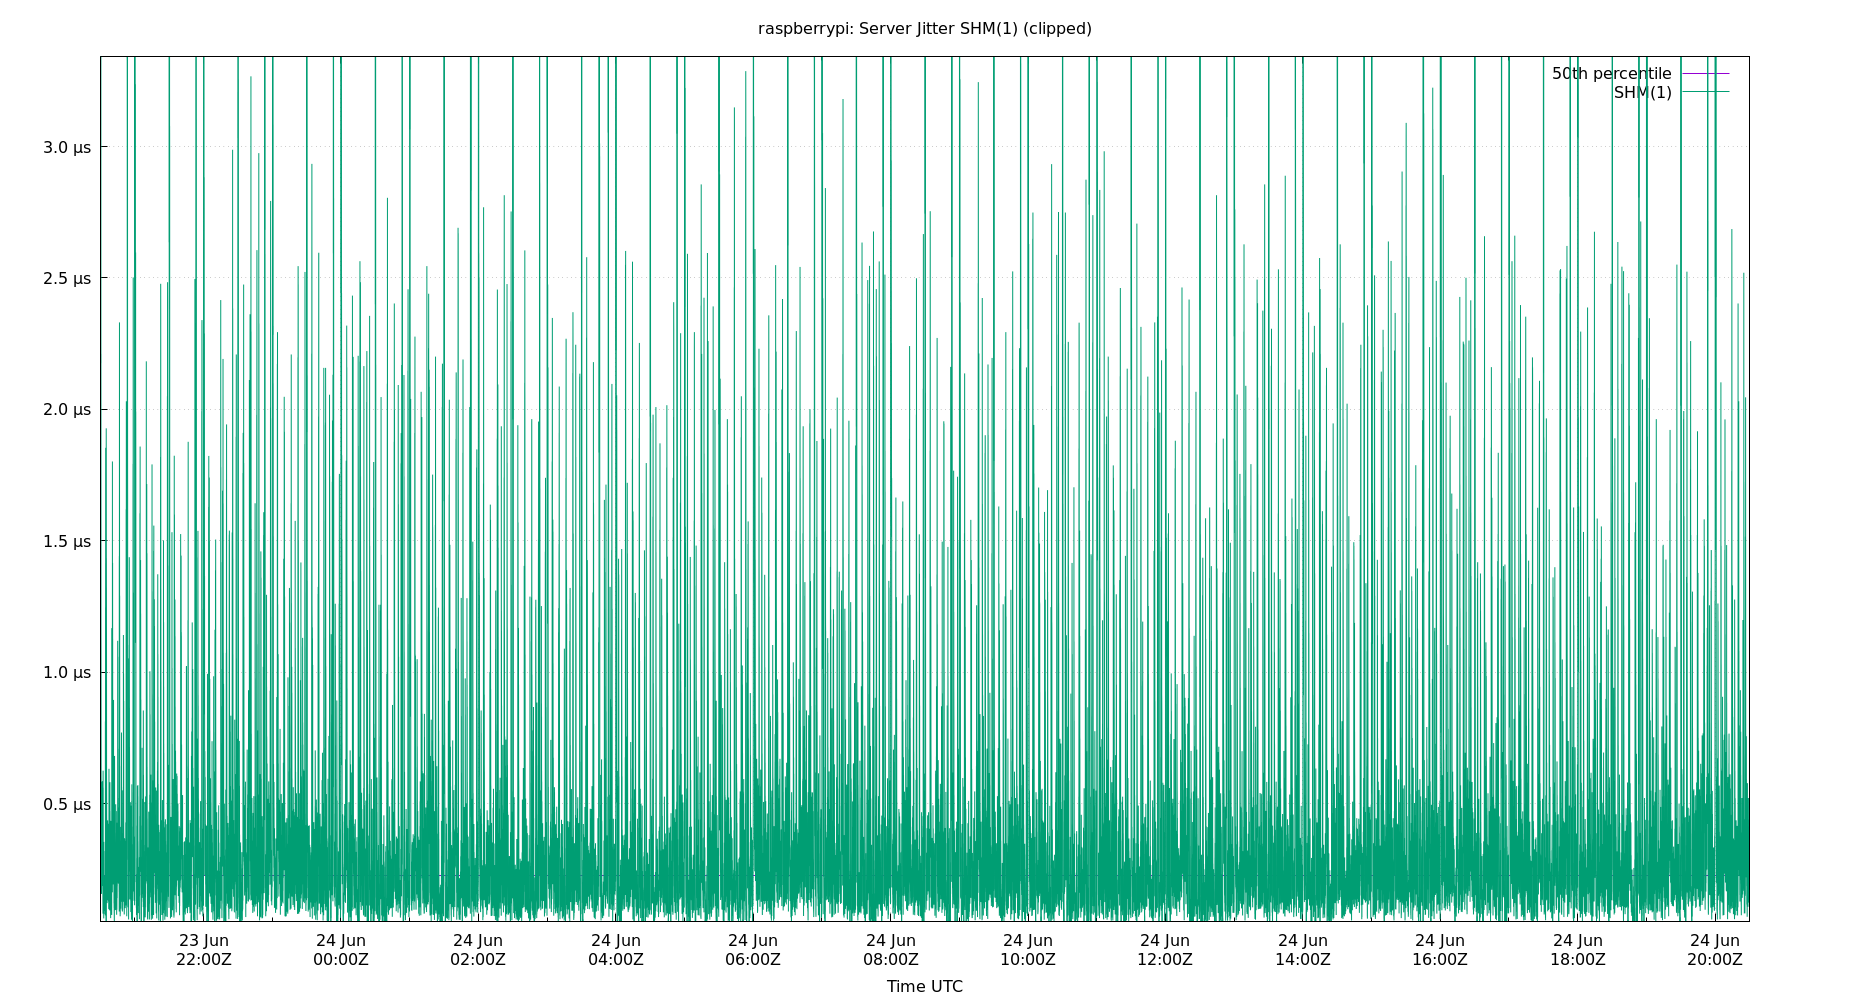 raspberrypi: Server Jitter SHM(1) (clipped)
50th percentile
SHM(1)
3.0 µs
2.5 µs
2.0 µs
1.5 µs
1.0 µs
0.5 µs
23 Jun 24 Jun 24 Jun 24 Jun 24 Jun 24 Jun 24 Jun 24 Jun 24 Jun 24 Jun 24 Jun 24 Jun
22:00Z 00:00Z 02:00Z 04:00Z 06:00Z 08:00Z 10:00Z 12:00Z 14:00Z 16:00Z 18:00Z 20:00Z
Time UTC